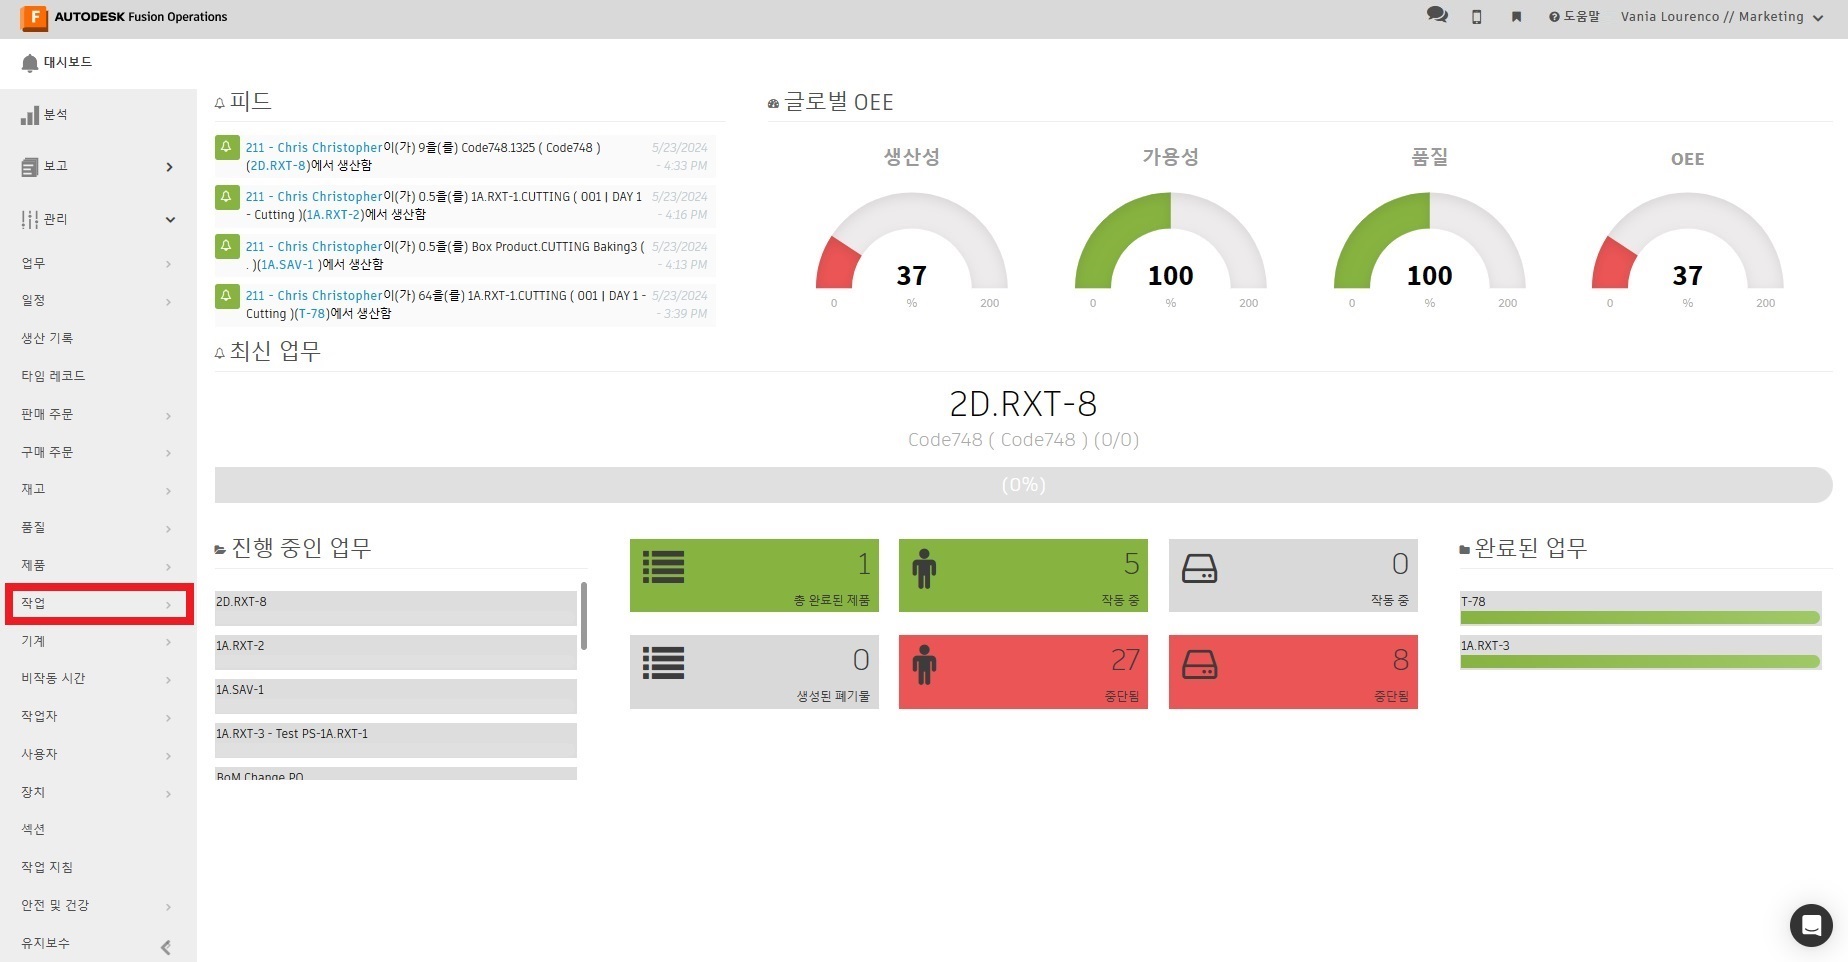 F AUTODESK Fusion Operations
도움말
Vania Lourenco // Marketing
대시보드
분석
보고
관리
업무
일정
생산 기록
타임 레코드
판매 주문
구매 주문
재고
품질
제품
작업
기계
비작동 시간
작업자
사용자
장치
섹션
작업 지침
안전 및 건강
유지보수
피드
211 - Chris Christopher이(가) 9을(를) Code748.1325 ( Code748 )
(2D.RXT-8)에서 생산함
5/23/2024
- 4:33 PM
211 - Chris Christopher이(가) 0.5을(를) 1A.RXT-1.CUTTING ( 001 | DAY 1
- Cutting )(1A.RXT-2)에서 생산함
5/23/2024
- 4:16 PM
211 - Chris Christopher이(가) 0.5을(를) Box Product.CUTTING Baking3 (
. )(1A.SAV-1 )에서 생산함
5/23/2024
- 4:13 PM
211 - Chris Christopher이(가) 64을(를) 1A.RXT-1.CUTTING ( 001 | DAY 1 -
Cutting )(T-78)에서 생산함
5/23/2024
- 3:39 PM
글로벌 OEE
생산성
37
0 % 200
가용성
100
0 % 200
품질
100
0 % 200
OEE
37
0 % 200
최신 업무
2D.RXT-8
Code748 ( Code748 ) (0/0)
(0%)
진행 중인 업무
2D.RXT-8
1A.RXT-2
1A.SAV-1
1A.RXT-3 - Test PS-1A.RXT-1
BoM Change PO
1
총 완료된 제품
5
작동 중
0
작동 중
0
생성된 폐기물
27
중단됨
8
중단됨
완료된 업무
T-78
1A.RXT-3